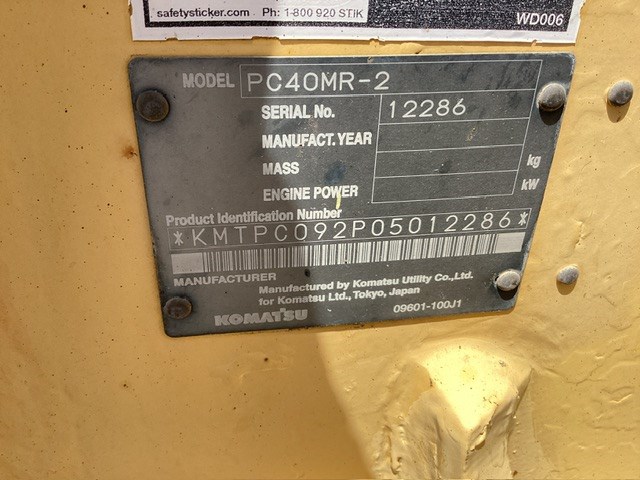 safetysticker.com Ph: 1-800 920 STIK
WD006
MODEL PC40MR-2
SERIAL No. 12286
MANUFACT. YEAR
MASS kg
ENGINE POWER kW
Product Identification Number
*KMTPC092P05012286*
MANUFACTURER
Manufactured by Komatsu Utility Co.,Ltd.
for Komatsu Ltd., Tokyo, Japan
KOMATSU 09601-100J1